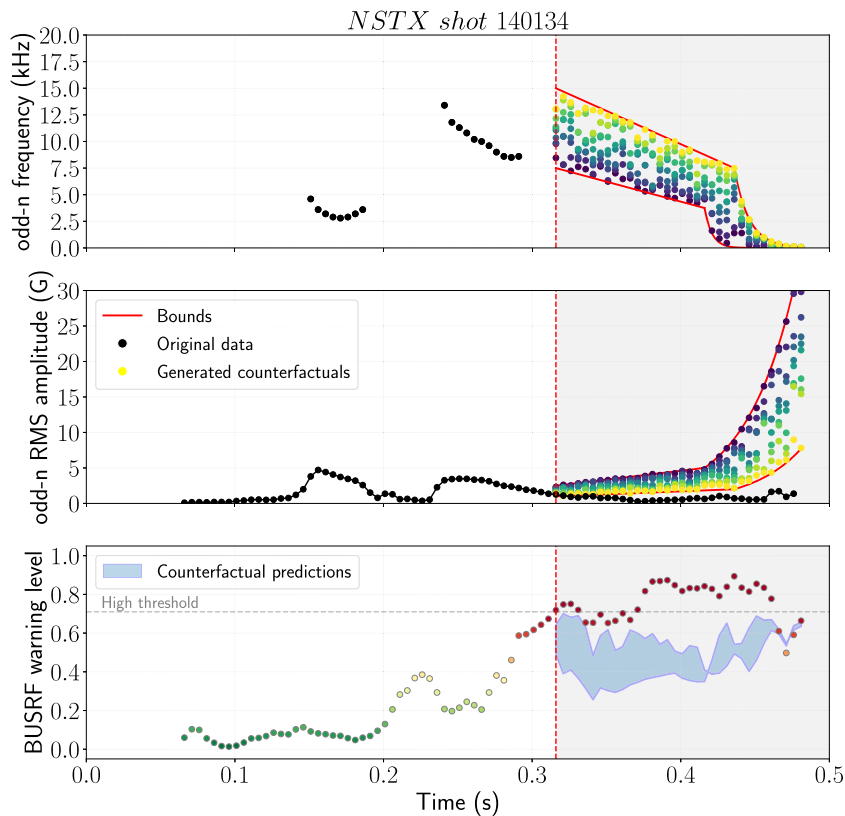 NSTX shot 140134
odd-n frequency (kHz)
20.0
17.5
15.0
12.5
10.0
7.5
5.0
2.5
0.0
odd-n RMS amplitude (G)
30
25
20
15
10
5
0
Bounds
Original data
Generated counterfactuals
BUSRF warning level
1.0
0.8
0.6
0.4
0.2
0.0
Counterfactual predictions
High threshold
0.0 0.1 0.2 0.3 0.4 0.5
Time (s)